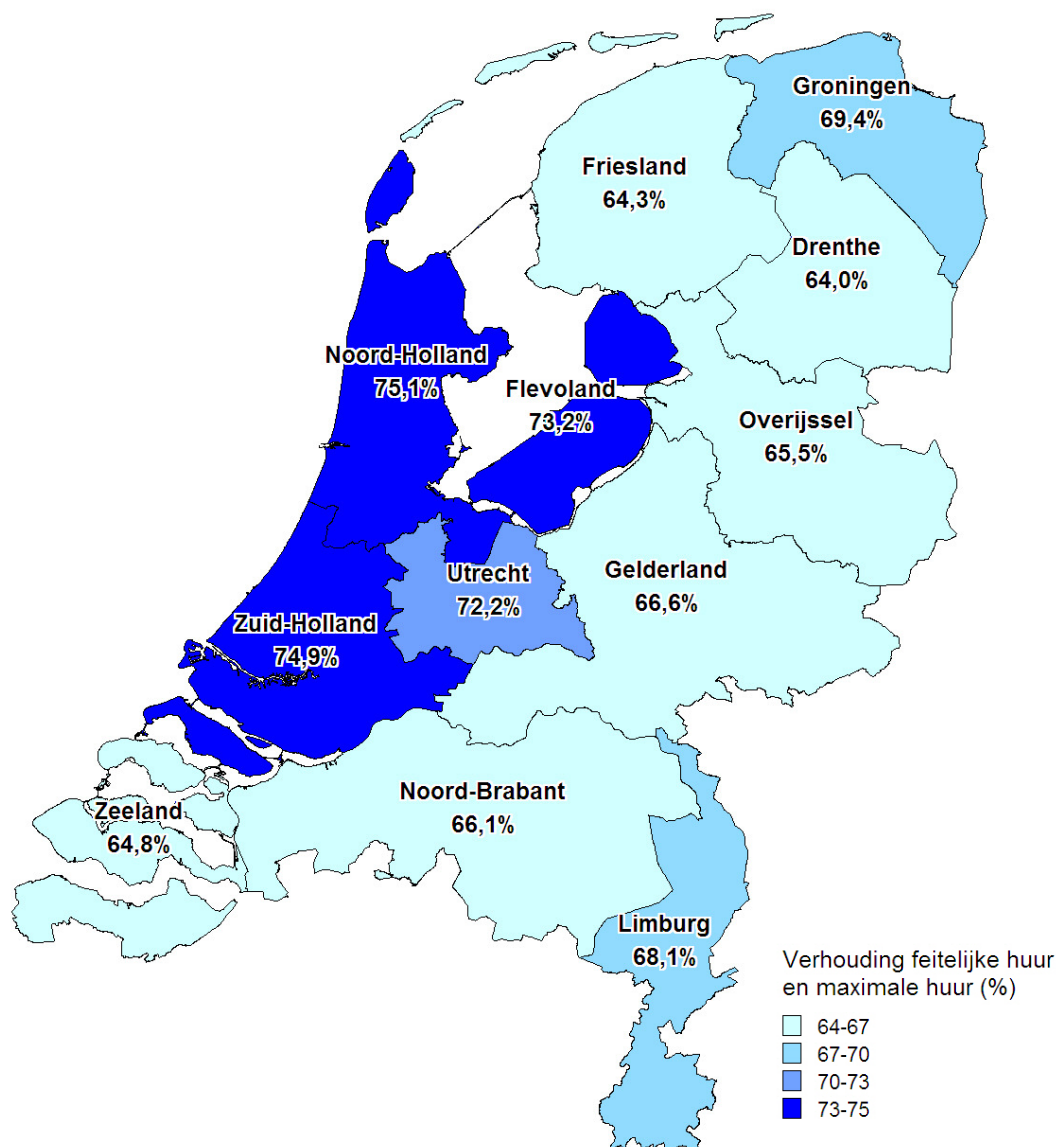 Groningen
69,4%
Friesland
64,3%
Drenthe
64,0%
Noord-Holland
75,1%
Flevoland
73,2%
Overijssel
65,5%
Utrecht
72,2%
Gelderland
66,6%
Zuid-Holland
74,9%
Noord-Brabant
66,1%
Zeeland
64,8%
Limburg
68,1%
Verhouding feitelijke huur
en maximale huur (%)
64-67
67-70
70-73
73-75